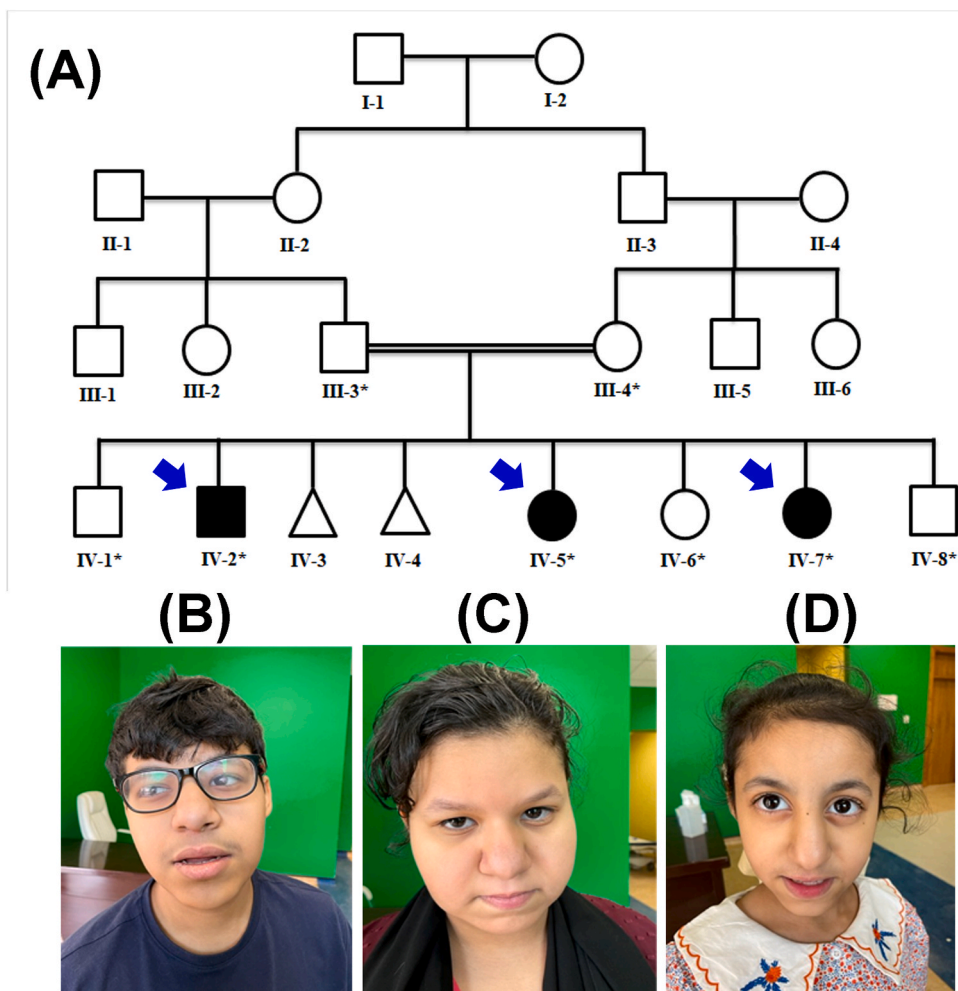 (A)
I-1 I-2
II-1 II-2 II-3 II-4
III-1 III-2 III-3* III-4* III-5 III-6
IV-1* IV-2* IV-3 IV-4 IV-5* IV-6* IV-7* IV-8*
(B) (C) (D)